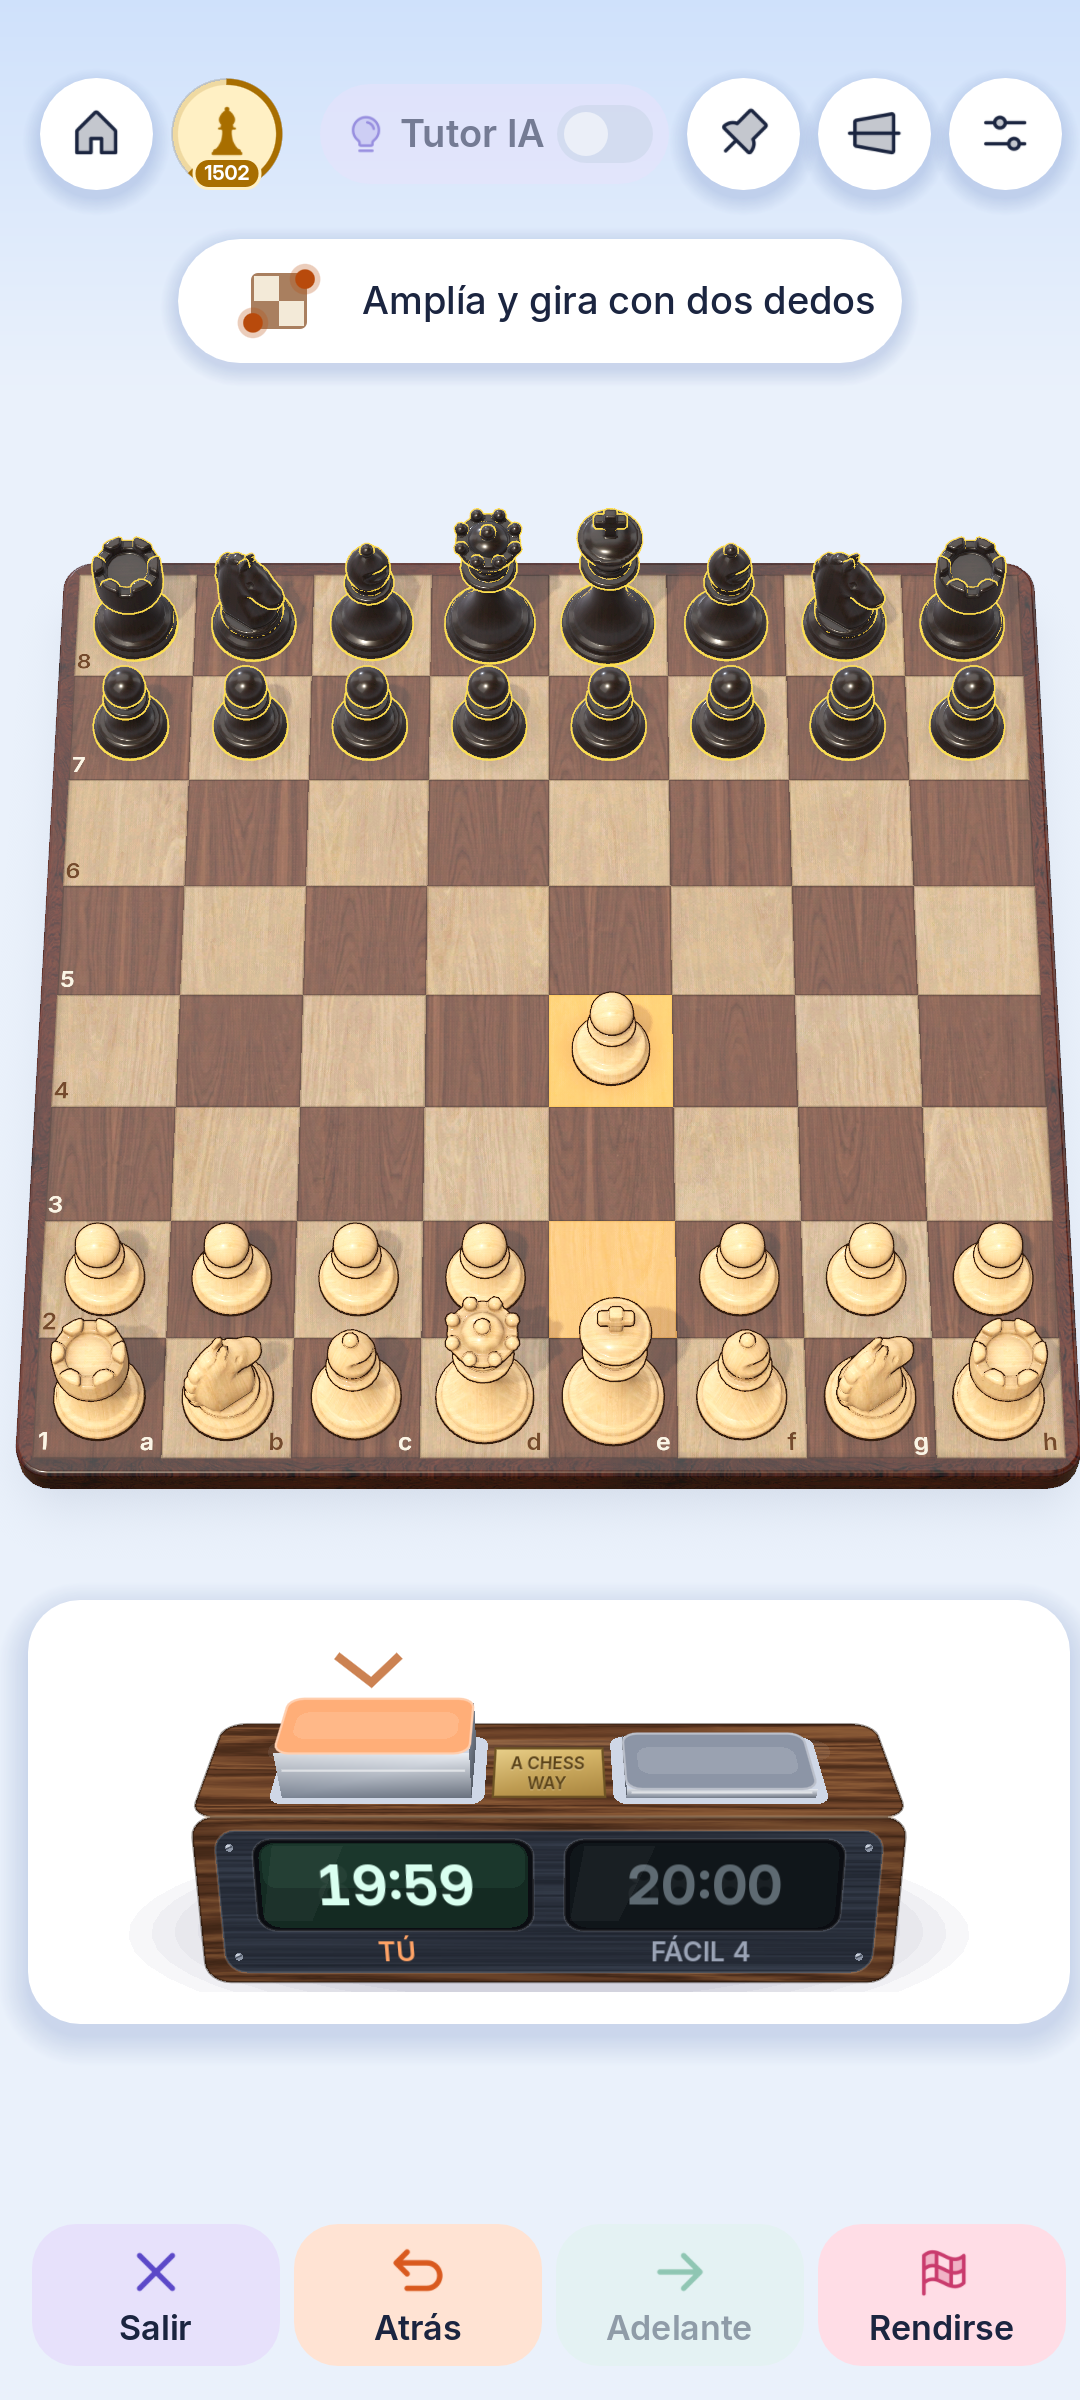 1502
Tutor IA
Amplía y gira con dos dedos
8
7
6
5
4
3
2
1 a b c d e f g h
A CHESS
WAY
19:59 20:00
TÚ FÁCIL 4
Salir Atrás Adelante Rendirse